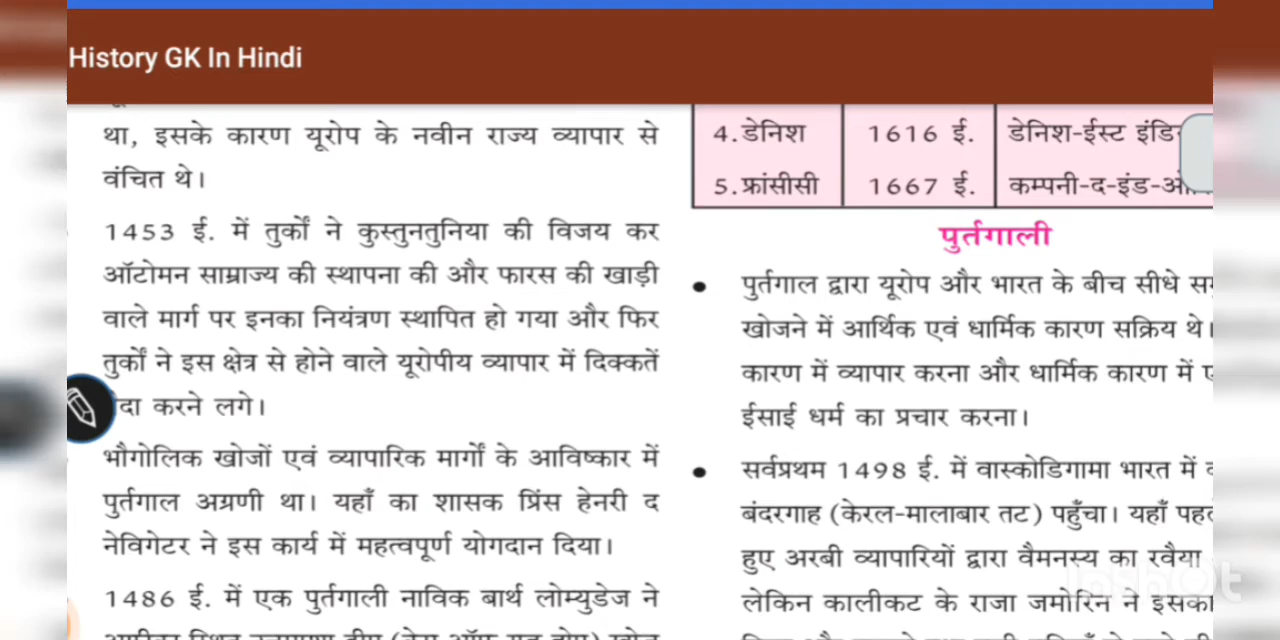 History GK In Hindi
था, इसके कारण यूरोप के नवीन राज्य व्यापार से
वंचित थे।
1453 ई. में तुर्कों ने कुस्तुनतुनिया की विजय कर
ऑटोमन साम्राज्य की स्थापना की और फारस की खाड़ी
वाले मार्ग पर इनका नियंत्रण स्थापित हो गया और फिर
तुर्कों ने इस क्षेत्र से होने वाले यूरोपीय व्यापार में दिक्कतें
दा करने लगे।
भौगोलिक खोजों एवं व्यापारिक मार्गों के आविष्कार में
पुर्तगाल अग्रणी था। यहाँ का शासक प्रिंस हेनरी द
नेविगेटर ने इस कार्य में महत्वपूर्ण योगदान दिया।
1486 ई. में एक पुर्तगाली नाविक बार्थ लोम्युडेज ने
4. डेनिश 1616 ई. डेनिश-ईस्ट
5. फ्रांसीसी 1667 ई. कम्पनी-द-इंड-
पुर्तगाली
• पुर्तगाल द्वारा यूरोप और भारत के बीच सीधे
खोजने में आर्थिक एवं धार्मिक कारण सक्रिय थे।
कारण में व्यापार करना और धार्मिक कारण में
ईसाई धर्म का प्रचार करना।
• सर्वप्रथम 1498 ई. में वास्कोडिगामा भारत में
बंदरगाह (केरल-मालाबार तट) पहुँचा। यहाँ
हुए अरबी व्यापारियों द्वारा वैमनस्य का रवैया
लेकिन कालीकट के राजा जमोरिन ने
InShot